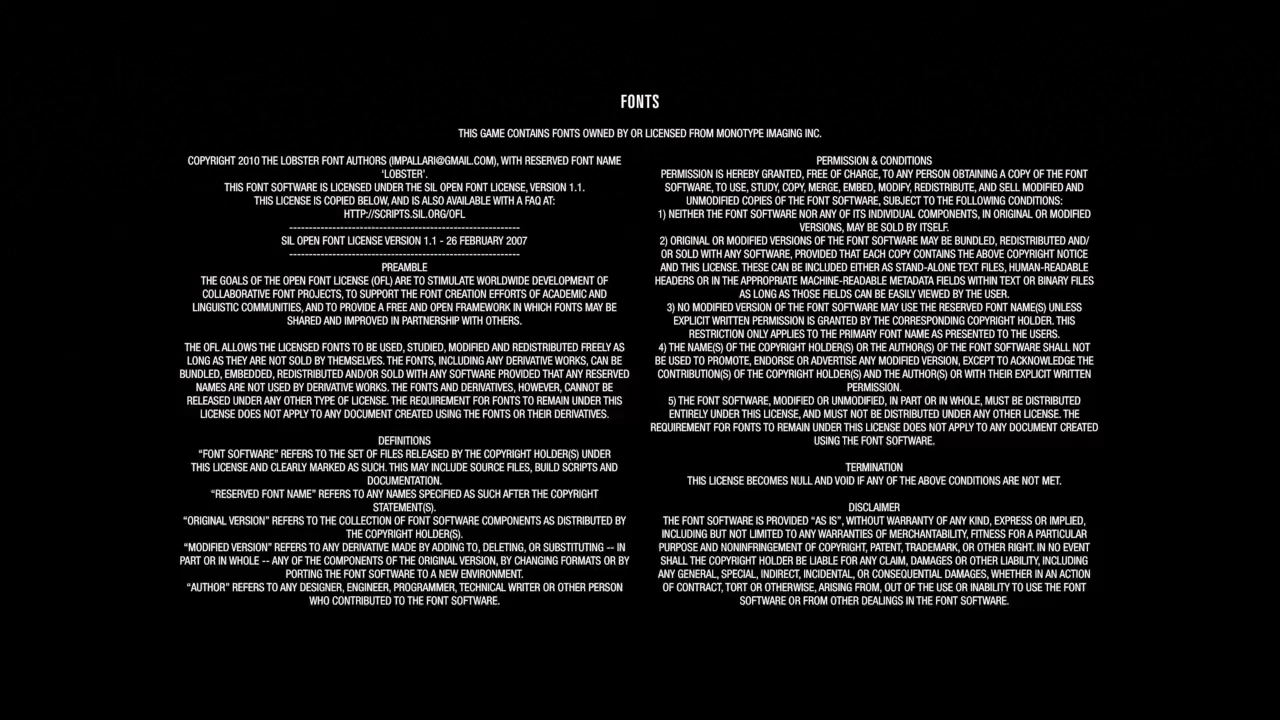 FONTS
THIS GAME CONTAINS FONTS OWNED BY OR LICENSED FROM MONOTYPE IMAGING INC.
COPYRIGHT 2010 THE LOBSTER FONT AUTHORS (IMPALLARI@GMAIL.COM), WITH RESERVED FONT NAME
‘LOBSTER’.
THIS FONT SOFTWARE IS LICENSED UNDER THE SIL OPEN FONT LICENSE, VERSION 1.1.
THIS LICENSE IS COPIED BELOW, AND IS ALSO AVAILABLE WITH A FAQ AT:
HTTP://SCRIPTS.SIL.ORG/OFL
-----------------------------------------------------------
SIL OPEN FONT LICENSE VERSION 1.1 - 26 FEBRUARY 2007
-----------------------------------------------------------
PREAMBLE
THE GOALS OF THE OPEN FONT LICENSE (OFL) ARE TO STIMULATE WORLDWIDE DEVELOPMENT OF
COLLABORATIVE FONT PROJECTS, TO SUPPORT THE FONT CREATION EFFORTS OF ACADEMIC AND
LINGUISTIC COMMUNITIES, AND TO PROVIDE A FREE AND OPEN FRAMEWORK IN WHICH FONTS MAY BE
SHARED AND IMPROVED IN PARTNERSHIP WITH OTHERS.
THE OFL ALLOWS THE LICENSED FONTS TO BE USED, STUDIED, MODIFIED AND REDISTRIBUTED FREELY AS
LONG AS THEY ARE NOT SOLD BY THEMSELVES. THE FONTS, INCLUDING ANY DERIVATIVE WORKS, CAN BE
BUNDLED, EMBEDDED, REDISTRIBUTED AND/OR SOLD WITH ANY SOFTWARE PROVIDED THAT ANY RESERVED
NAMES ARE NOT USED BY DERIVATIVE WORKS. THE FONTS AND DERIVATIVES, HOWEVER, CANNOT BE
RELEASED UNDER ANY OTHER TYPE OF LICENSE. THE REQUIREMENT FOR FONTS TO REMAIN UNDER THIS
LICENSE DOES NOT APPLY TO ANY DOCUMENT CREATED USING THE FONTS OR THEIR DERIVATIVES.
DEFINITIONS
“FONT SOFTWARE” REFERS TO THE SET OF FILES RELEASED BY THE COPYRIGHT HOLDER(S) UNDER
THIS LICENSE AND CLEARLY MARKED AS SUCH. THIS MAY INCLUDE SOURCE FILES, BUILD SCRIPTS AND
DOCUMENTATION.
“RESERVED FONT NAME” REFERS TO ANY NAMES SPECIFIED AS SUCH AFTER THE COPYRIGHT
STATEMENT(S).
“ORIGINAL VERSION” REFERS TO THE COLLECTION OF FONT SOFTWARE COMPONENTS AS DISTRIBUTED BY
THE COPYRIGHT HOLDER(S).
“MODIFIED VERSION” REFERS TO ANY DERIVATIVE MADE BY ADDING TO, DELETING, OR SUBSTITUTING -- IN
PART OR IN WHOLE -- ANY OF THE COMPONENTS OF THE ORIGINAL VERSION, BY CHANGING FORMATS OR BY
PORTING THE FONT SOFTWARE TO A NEW ENVIRONMENT.
“AUTHOR” REFERS TO ANY DESIGNER, ENGINEER, PROGRAMMER, TECHNICAL WRITER OR OTHER PERSON
WHO CONTRIBUTED TO THE FONT SOFTWARE.
PERMISSION & CONDITIONS
PERMISSION IS HEREBY GRANTED, FREE OF CHARGE, TO ANY PERSON OBTAINING A COPY OF THE FONT
SOFTWARE, TO USE, STUDY, COPY, MERGE, EMBED, MODIFY, REDISTRIBUTE, AND SELL MODIFIED AND
UNMODIFIED COPIES OF THE FONT SOFTWARE, SUBJECT TO THE FOLLOWING CONDITIONS:
1) NEITHER THE FONT SOFTWARE NOR ANY OF ITS INDIVIDUAL COMPONENTS, IN ORIGINAL OR MODIFIED
VERSIONS, MAY BE SOLD BY ITSELF.
2) ORIGINAL OR MODIFIED VERSIONS OF THE FONT SOFTWARE MAY BE BUNDLED, REDISTRIBUTED AND/
OR SOLD WITH ANY SOFTWARE, PROVIDED THAT EACH COPY CONTAINS THE ABOVE COPYRIGHT NOTICE
AND THIS LICENSE. THESE CAN BE INCLUDED EITHER AS STAND-ALONE TEXT FILES, HUMAN-READABLE
HEADERS OR IN THE APPROPRIATE MACHINE-READABLE METADATA FIELDS WITHIN TEXT OR BINARY FILES
AS LONG AS THOSE FIELDS CAN BE EASILY VIEWED BY THE USER.
3) NO MODIFIED VERSION OF THE FONT SOFTWARE MAY USE THE RESERVED FONT NAME(S) UNLESS
EXPLICIT WRITTEN PERMISSION IS GRANTED BY THE CORRESPONDING COPYRIGHT HOLDER. THIS
RESTRICTION ONLY APPLIES TO THE PRIMARY FONT NAME AS PRESENTED TO THE USERS.
4) THE NAME(S) OF THE COPYRIGHT HOLDER(S) OR THE AUTHOR(S) OF THE FONT SOFTWARE SHALL NOT
BE USED TO PROMOTE, ENDORSE OR ADVERTISE ANY MODIFIED VERSION, EXCEPT TO ACKNOWLEDGE THE
CONTRIBUTION(S) OF THE COPYRIGHT HOLDER(S) AND THE AUTHOR(S) OR WITH THEIR EXPLICIT WRITTEN
PERMISSION.
5) THE FONT SOFTWARE, MODIFIED OR UNMODIFIED, IN PART OR IN WHOLE, MUST BE DISTRIBUTED
ENTIRELY UNDER THIS LICENSE, AND MUST NOT BE DISTRIBUTED UNDER ANY OTHER LICENSE. THE
REQUIREMENT FOR FONTS TO REMAIN UNDER THIS LICENSE DOES NOT APPLY TO ANY DOCUMENT CREATED
USING THE FONT SOFTWARE.
TERMINATION
THIS LICENSE BECOMES NULL AND VOID IF ANY OF THE ABOVE CONDITIONS ARE NOT MET.
DISCLAIMER
THE FONT SOFTWARE IS PROVIDED “AS IS”, WITHOUT WARRANTY OF ANY KIND, EXPRESS OR IMPLIED,
INCLUDING BUT NOT LIMITED TO ANY WARRANTIES OF MERCHANTABILITY, FITNESS FOR A PARTICULAR
PURPOSE AND NONINFRINGEMENT OF COPYRIGHT, PATENT, TRADEMARK, OR OTHER RIGHT. IN NO EVENT
SHALL THE COPYRIGHT HOLDER BE LIABLE FOR ANY CLAIM, DAMAGES OR OTHER LIABILITY, INCLUDING
ANY GENERAL, SPECIAL, INDIRECT, INCIDENTAL, OR CONSEQUENTIAL DAMAGES, WHETHER IN AN ACTION
OF CONTRACT, TORT OR OTHERWISE, ARISING FROM, OUT OF THE USE OR INABILITY TO USE THE FONT
SOFTWARE OR FROM OTHER DEALINGS IN THE FONT SOFTWARE.